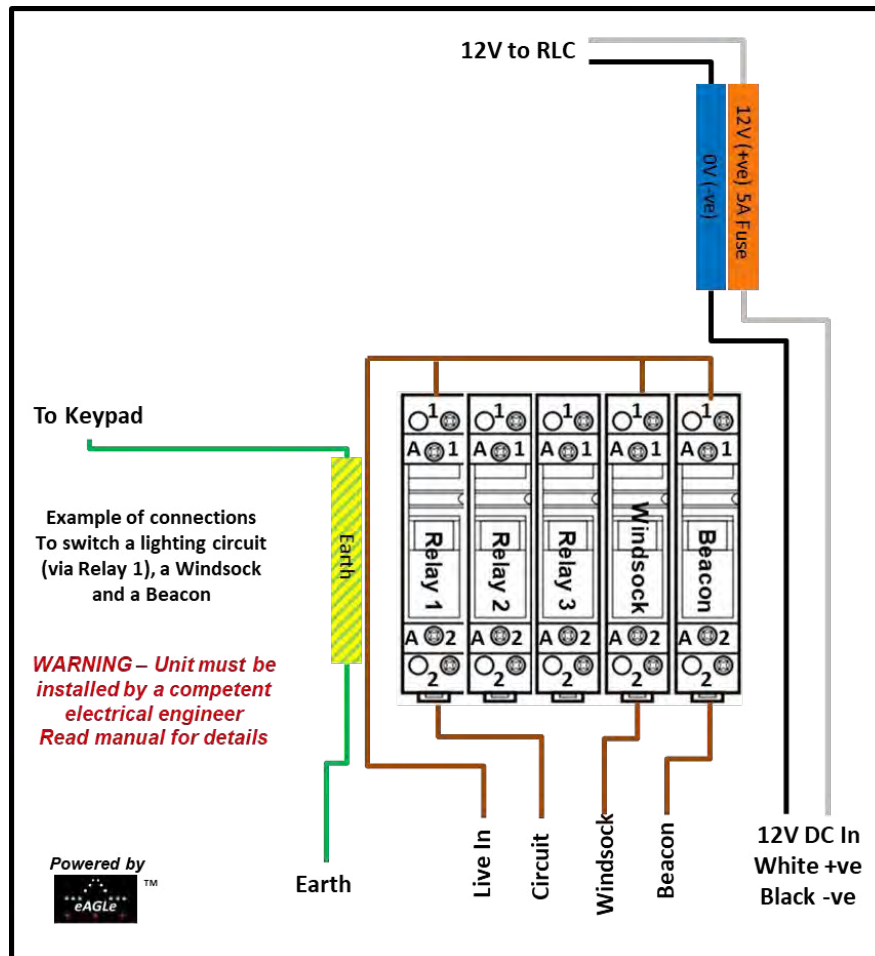 12V to RLC
12V (+ve) 5A Fuse
0V (-ve)
To Keypad
Example of connections
To switch a lighting circuit
(via Relay 1), a Windsock
and a Beacon
WARNING – Unit must be
installed by a competent
electrical engineer
Read manual for details
Earth
1 1 1 1 1
A 1 A 1 A 1 A 1 A 1
Relay 1
Relay 2
Relay 3
Windsock
Beacon
A 2 A 2 A 2 A 2 A 2
2 2 2 2 2
Earth
Live In
Circuit
Windsock
Beacon
12V DC In
White +ve
Black -ve
Powered by
eAGLe
TM